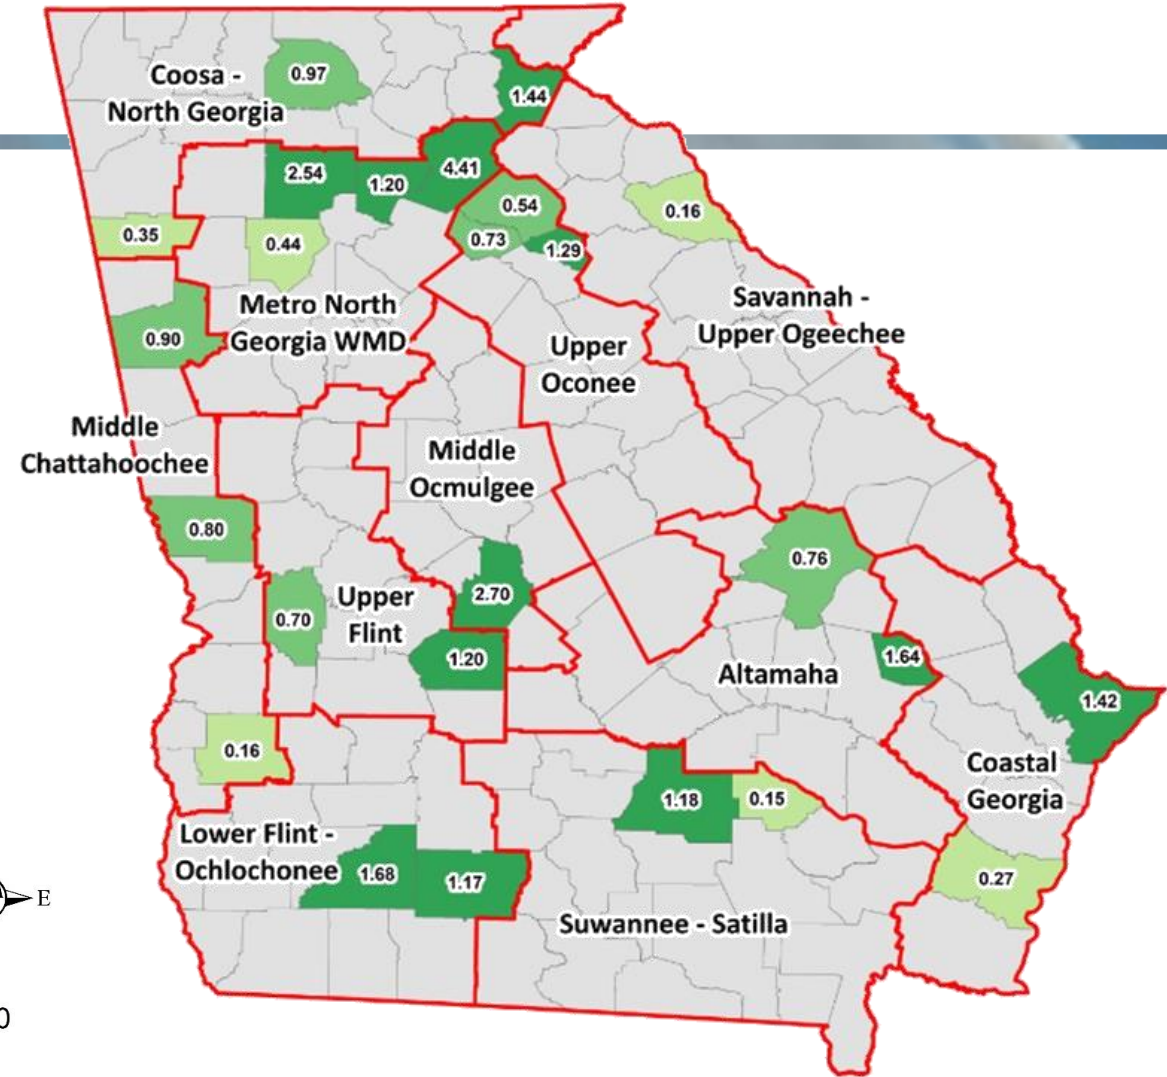 Coosa -
North Georgia
0.97
1.44
2.54
1.20
4.41
0.54
0.16
0.35
0.44
0.73
1.29
Metro North
Georgia WMD
Savannah -
Upper Ogeechee
0.90
Upper
Oconee
Middle
Chattahoochee
Middle
Ocmulgee
0.80
0.76
2.70
0.70
Upper
Flint
1.20
1.64
Altamaha
1.42
0.16
Coastal
Georgia
1.18
0.15
Lower Flint -
Ochlochonee
1.68
1.17
0.27
E
Suwannee - Satilla
0